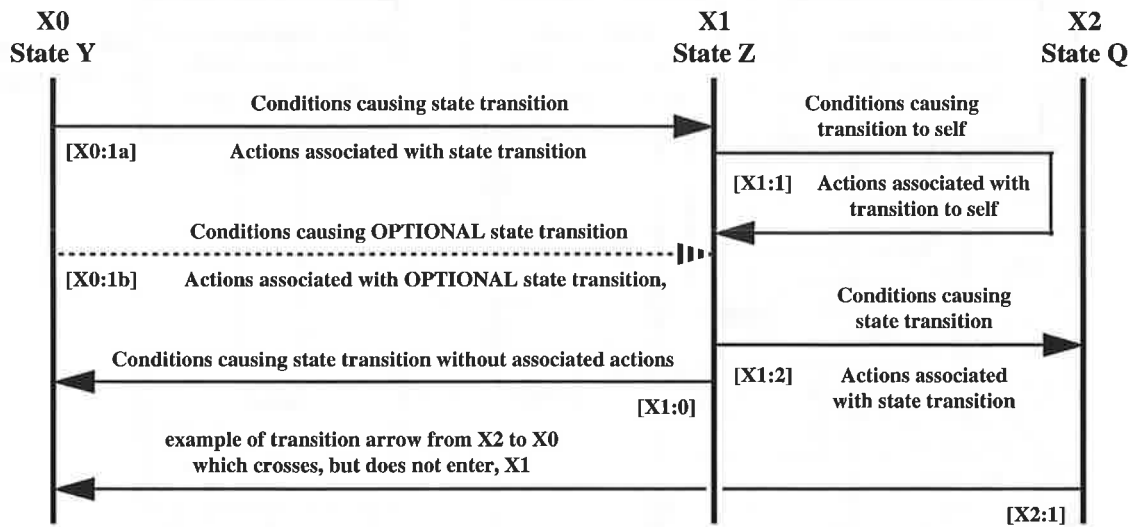 X0
State Y
X1
State Z
X2
State Q
Conditions causing state transition
[X0:1a] Actions associated with state transition
Conditions causing
transition to self
[X1:1] Actions associated with
transition to self
Conditions causing OPTIONAL state transition
[X0:1b] Actions associated with OPTIONAL state transition,
Conditions causing
state transition
Conditions causing state transition without associated actions
[X1:0]
[X1:2] Actions associated
with state transition
example of transition arrow from X2 to X0
which crosses, but does not enter, X1
[X2:1]